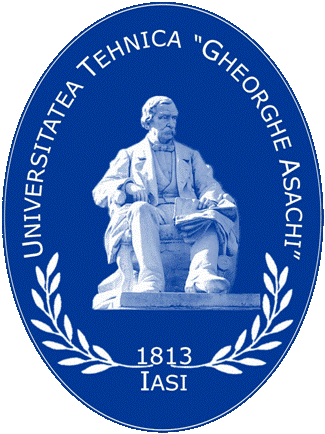 UNIVERSITATEA TEHNICA "GHEORGHE ASACHI"
1813
IASI